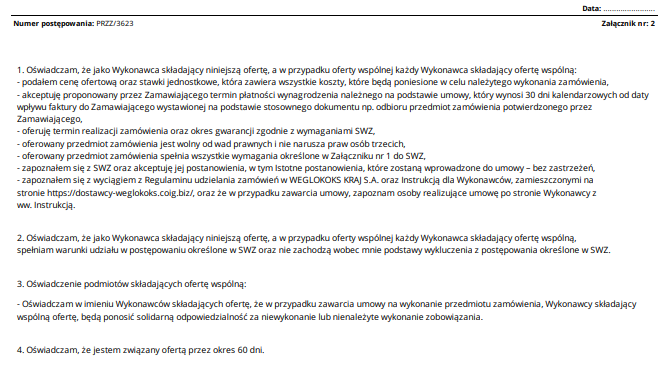 Data: ........................
Numer postępowania: PRZZ/3623 Załącznik nr: 2
1. Oświadczam, że jako Wykonawca składający niniejszą ofertę, a w przypadku oferty wspólnej każdy Wykonawca składający ofertę wspólną:
- podałem cenę ofertową oraz stawki jednostkowe, która zawiera wszystkie koszty, które będą poniesione w celu należytego wykonania zamówienia,
- akceptuję proponowany przez Zamawiającego termin płatności wynagrodzenia należnego na podstawie umowy, który wynosi 30 dni kalendarzowych od daty
wpływu faktury do Zamawiającego wystawionej na podstawie stosownego dokumentu np. odbioru przedmiot zamówienia potwierdzonego przez
Zamawiającego,
- oferuję termin realizacji zamówienia oraz okres gwarancji zgodnie z wymaganiami SWZ,
- oferowany przedmiot zamówienia jest wolny od wad prawnych i nie narusza praw osób trzecich,
- oferowany przedmiot zamówienia spełnia wszystkie wymagania określone w Załączniku nr 1 do SWZ,
- zapoznałem się z SWZ oraz akceptuję jej postanowienia, w tym Istotne postanowienia, które zostaną wprowadzone do umowy – bez zastrzeżeń,
- zapoznałem się z wyciągiem z Regulaminu udzielania zamówień w WEGLOKOKS KRAJ S.A. oraz Instrukcją dla Wykonawców, zamieszczonymi na
stronie https://dostawcy-weglokoks.coig.biz/, oraz że w przypadku zawarcia umowy, zapoznam osoby realizujące umowę po stronie Wykonawcy z
ww. Instrukcją.
2. Oświadczam, że jako Wykonawca składający niniejszą ofertę, a w przypadku oferty wspólnej każdy Wykonawca składający ofertę wspólną,
spełniam warunki udziału w postępowaniu określone w SWZ oraz nie zachodzą wobec mnie podstawy wykluczenia z postępowania określone w SWZ.
3. Oświadczenie podmiotów składających ofertę wspólną:
- Oświadczam w imieniu Wykonawców składających ofertę, że w przypadku zawarcia umowy na wykonanie przedmiotu zamówienia, Wykonawcy składający
wspólną ofertę, będą ponosić solidarną odpowiedzialność za niewykonanie lub nienależyte wykonanie zobowiązania.
4. Oświadczam, że jestem związany ofertą przez okres 60 dni.